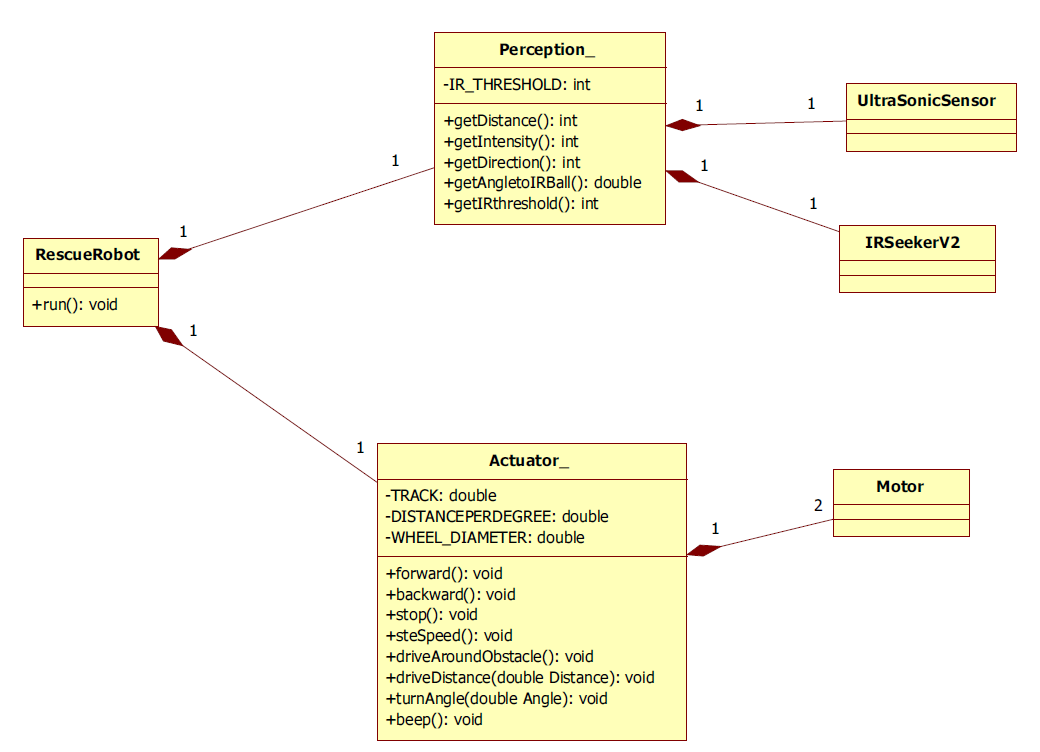 Perception_
-IR_THRESHOLD: int
+getDistance(): int
+getIntensity(): int
+getDirection(): int
+getAngletoIRBall(): double
+getIRthreshold(): int
1
1
UltraSonicSensor
1
1
IRSeekerV2
1
1
RescueRobot
+run(): void
1
1
Actuator_
-TRACK: double
-DISTANCEPERDEGREE: double
-WHEEL_DIAMETER: double
+forward(): void
+backward(): void
+stop(): void
+steSpeed(): void
+driveAroundObstacle(): void
+driveDistance(double Distance): void
+turnAngle(double Angle): void
+beep(): void
1
2
Motor